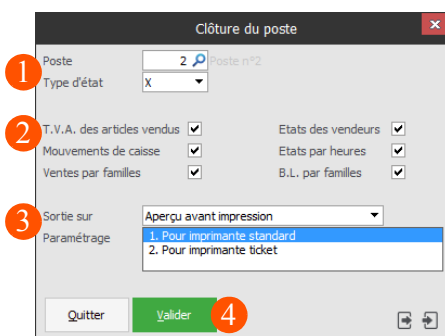 Clôture du poste
1
Poste 2 Poste n°2
Type d'état X
2
T.V.A. des articles vendus Etats des vendeurs
Mouvements de caisse Etats par heures
Ventes par familles B.L. par familles
3
Sortie sur Aperçu avant impression
Paramétrage 1. Pour imprimante standard
2. Pour imprimante ticket
Quitter Valider 4